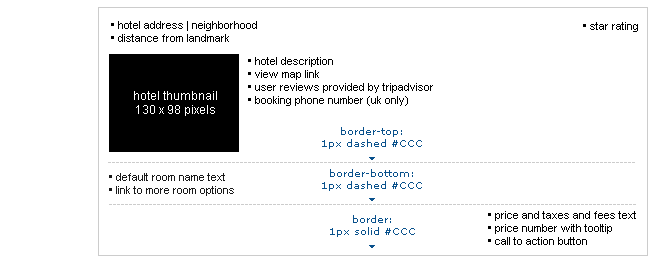 ▪ hotel address | neighborhood
▪ distance from landmark
▪ star rating
hotel thumbnail
130 x 98 pixels
▪ hotel description
▪ view map link
▪ user reviews provided by tripadvisor
▪ booking phone number (uk only)
border-top:
1px dashed #CCC
▪ default room name text
▪ link to more room options
border-bottom:
1px dashed #CCC
border:
1px solid #CCC
▪ price and taxes and fees text
▪ price number with tooltip
▪ call to action button